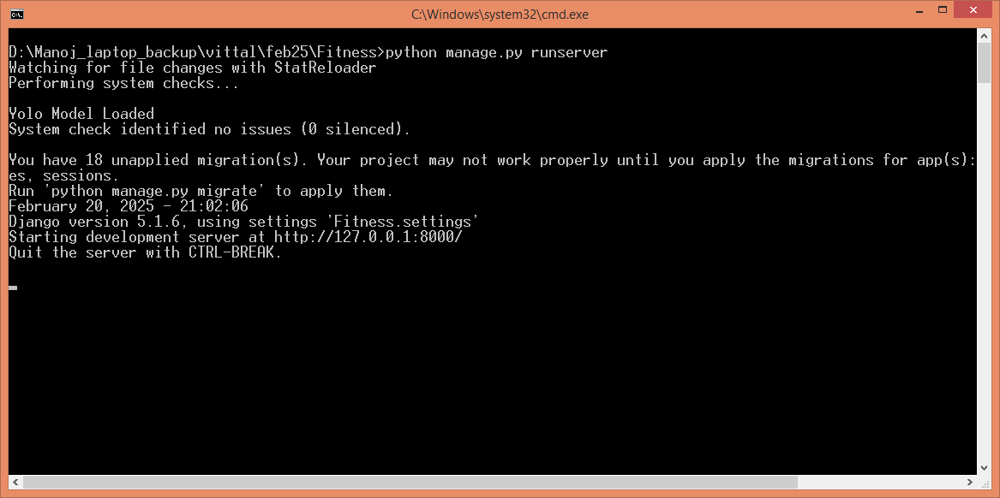 C:\Windows\system32\cmd.exe
D:\Manoj_laptop_backup\vittal\feb25\Fitness>python manage.py runserver
Watching for file changes with StatReloader
Performing system checks...
Yolo Model Loaded
System check identified no issues (0 silenced).
You have 18 unapplied migration(s). Your project may not work properly until you apply the migrations for app(s):
es, sessions.
Run 'python manage.py migrate' to apply them.
February 20, 2025 - 21:02:06
Django version 5.1.6, using settings 'Fitness.settings'
Starting development server at http://127.0.0.1:8000/
Quit the server with CTRL-BREAK.